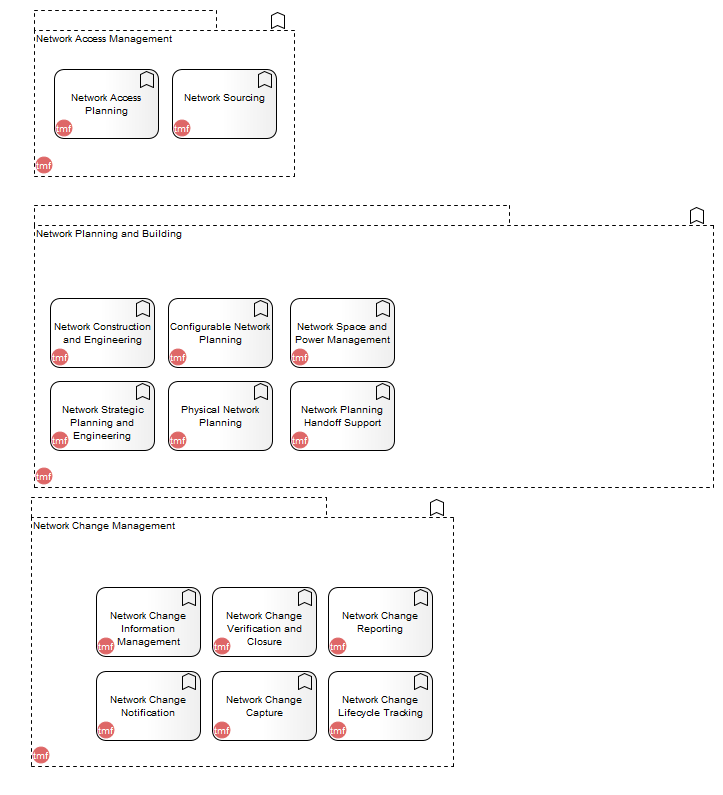 Network Access Management
Network Access
Planning
tmf
Network Sourcing
tmf
tmf
Network Planning and Building
Network Construction
and Engineering
tmf
Configurable Network
Planning
tmf
Network Space and
Power Management
tmf
Network Strategic
Planning and
Engineering
tmf
Physical Network
Planning
tmf
Network Planning
Handoff Support
tmf
tmf
Network Change Management
Network Change
Information
Management
tmf
Network Change
Verification and
Closure
tmf
Network Change
Reporting
tmf
Network Change
Notification
tmf
Network Change
Capture
tmf
Network Change
Lifecycle Tracking
tmf
tmf